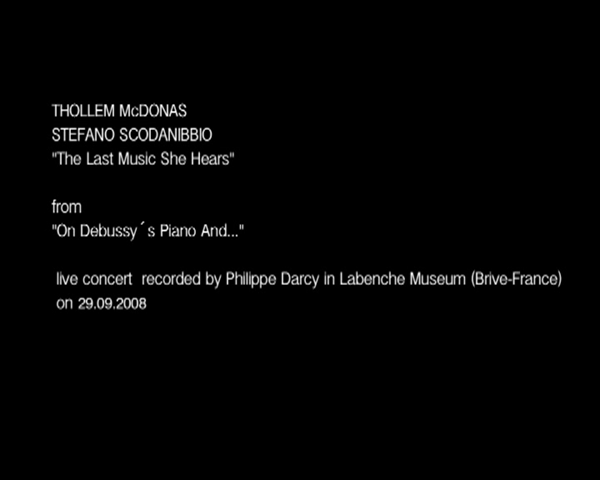 THOLLEM McDONAS
STEFANO SCODANIBBIO
"The Last Music She Hears"
from
"On Debussy´s Piano And..."
live concert recorded by Philippe Darcy in Labenche Museum (Brive-France)
on 29.09.2008